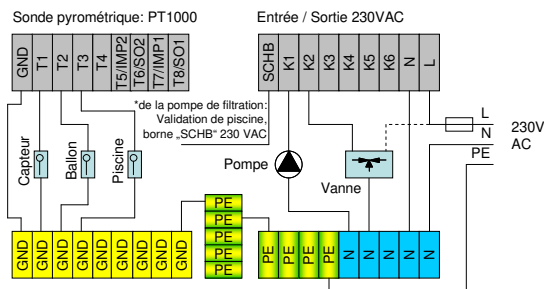 Sonde pyrométrique: PT1000
Entrée / Sortie 230VAC
GND
T1
T2
T3
T4
T5/IMP2
T6/SO2
T7/IMP1
T8/SO1
SCHB
K1
K2
K3
K4
K5
K6
N
L
*de la pompe de filtration:
Validation de piscine,
borne „SCHB“ 230 VAC
L
N
PE
230V
AC
Capteur
Ballon
Piscine
Pompe
Vanne
PE
PE
PE
PE
PE
GND
GND
GND
GND
GND
GND
GND
GND
GND
PE
PE
PE
PE
N
N
N
N
N